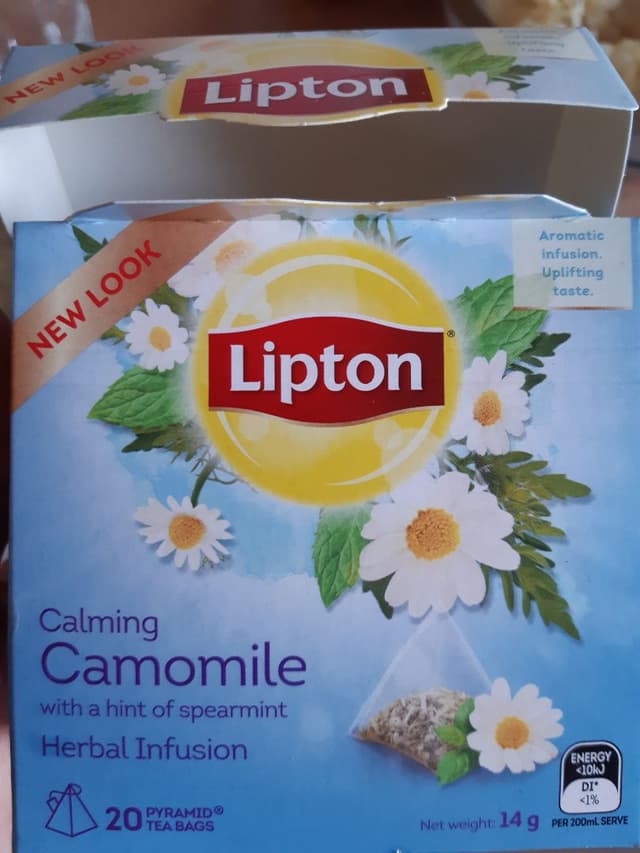 NEW LOOK
Lipton
NEW LOOK
Aromatic
infusion.
Uplifting
taste.
Lipton®
Calming
Camomile
with a hint of spearmint
Herbal Infusion
20 PYRAMID®
TEA BAGS
Net weight: 14 g
ENERGY
<10kJ
DI*
<1%
PER 200mL SERVE